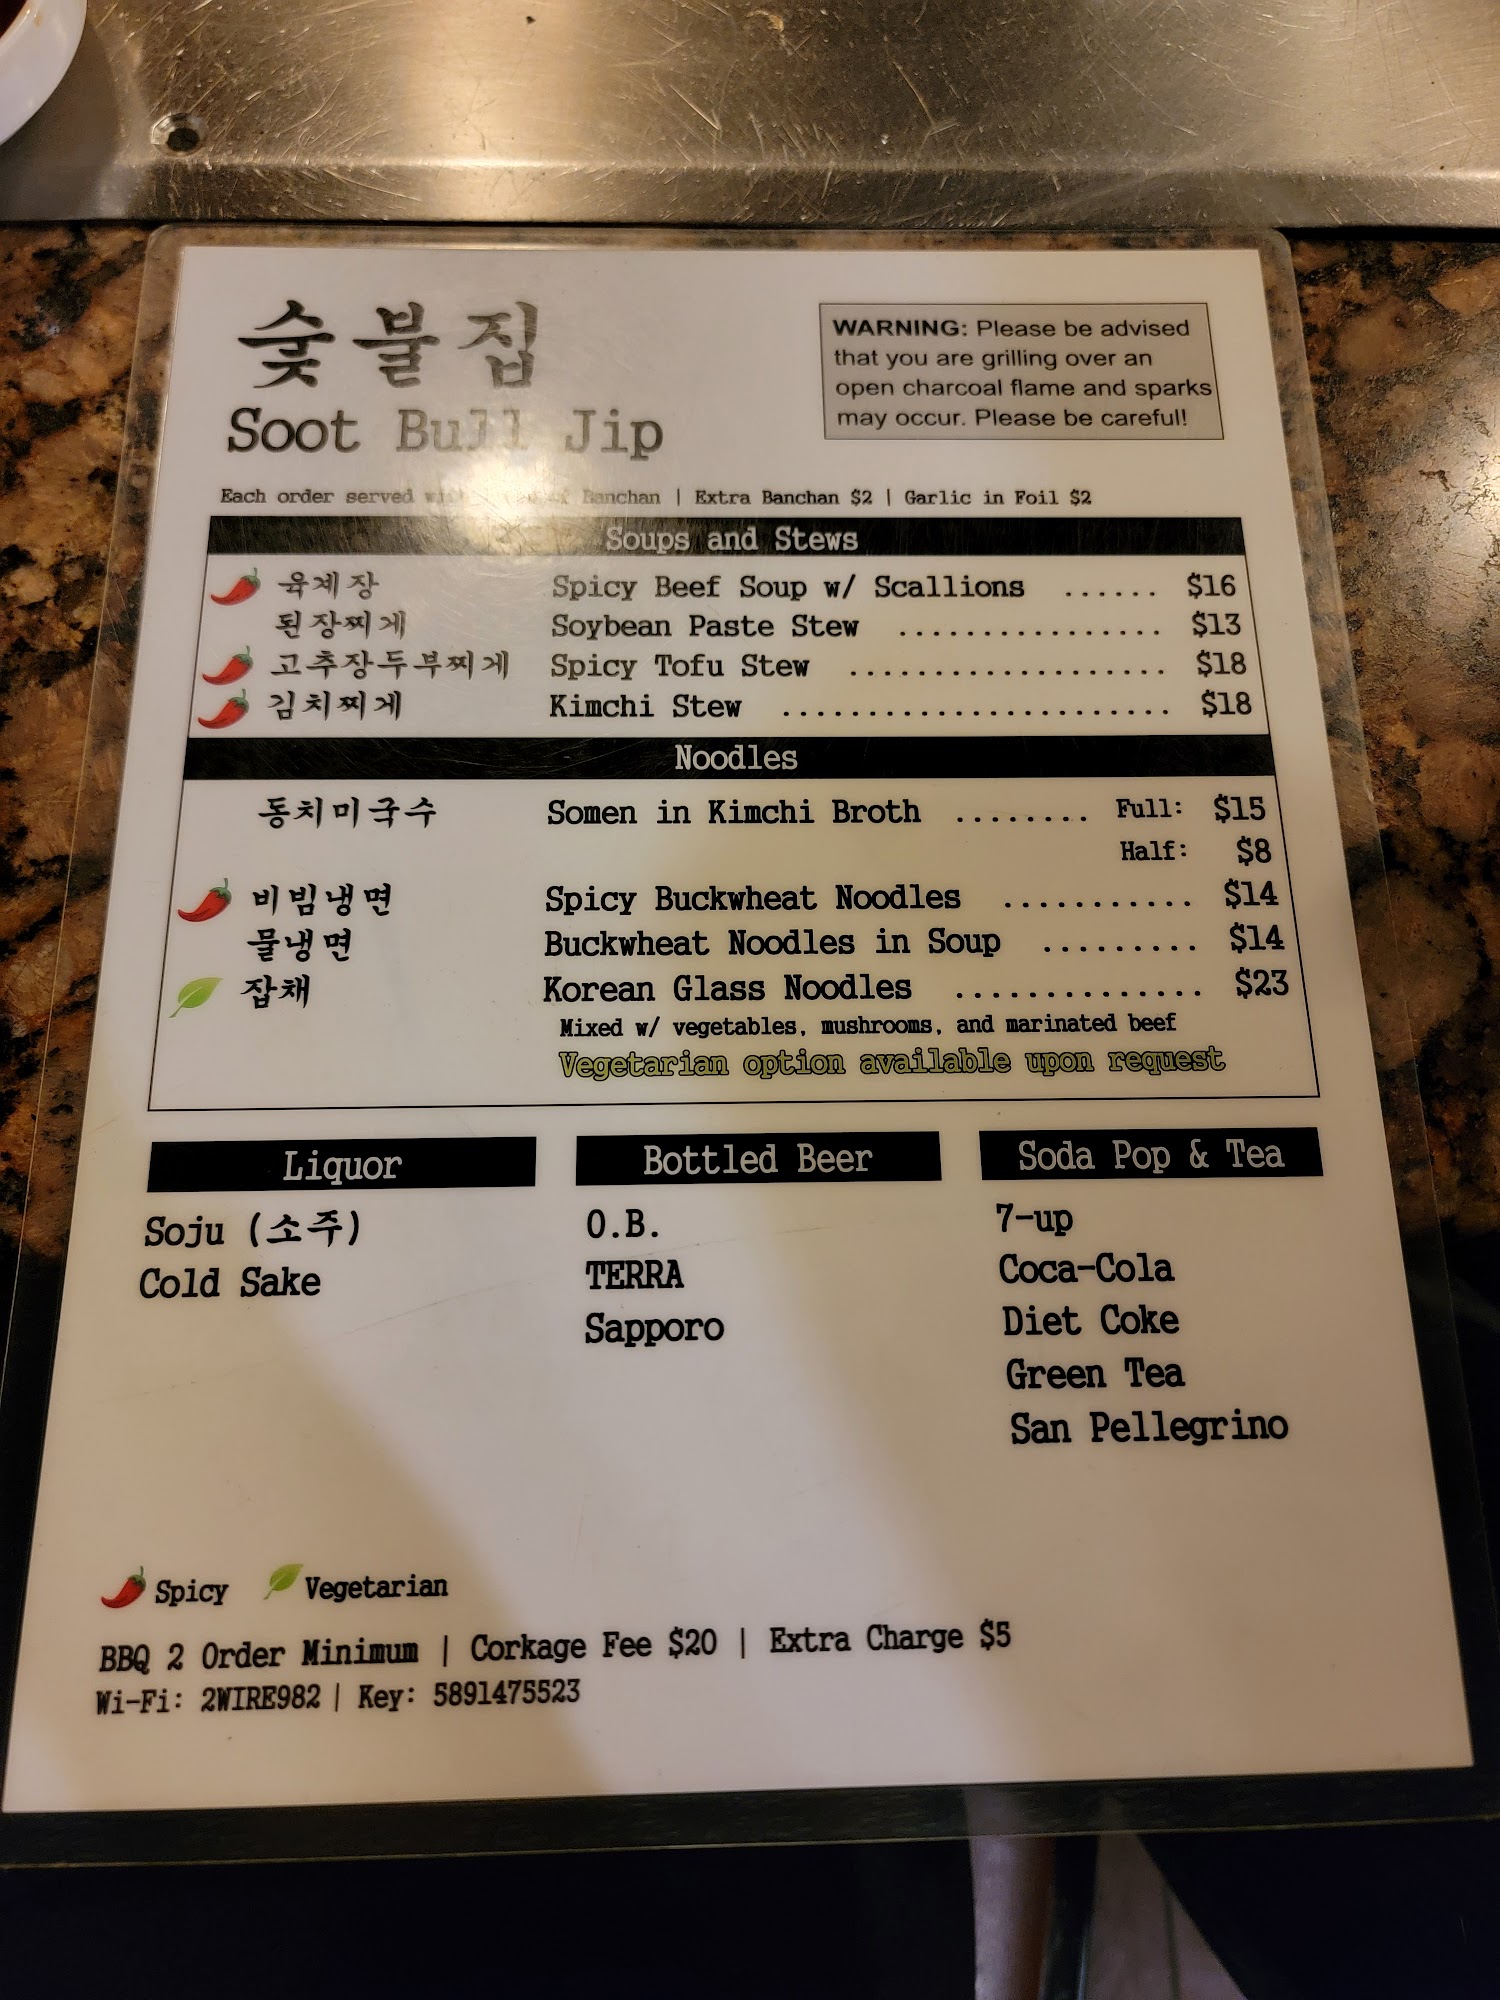 숯불집
Soot Bull Jip
WARNING: Please be advised
that you are grilling over an
open charcoal flame and sparks
may occur. Please be careful!
Each order served Banchan | Extra Banchan $2 | Garlic in Foil $2
Soups and Stews
육계장 Spicy Beef Soup w/ Scallions ...... $16
된장찌게 Soybean Paste Stew ................ $13
고추장두부찌게 Spicy Tofu Stew ................... $18
김치찌게 Kimchi Stew ....................... $18
Noodles
동치미국수 Somen in Kimchi Broth ........ Full: $15
Half: $8
비빔냉면 Spicy Buckwheat Noodles ........... $14
물냉면 Buckwheat Noodles in Soup ......... $14
잡채 Korean Glass Noodles .............. $23
Mixed w/ vegetables, mushrooms, and marinated beef
Vegetarian option available upon request
Liquor
Soju (소주)
Cold Sake
Bottled Beer
O.B.
TERRA
Sapporo
Soda Pop & Tea
7-up
Coca-Cola
Diet Coke
Green Tea
San Pellegrino
Spicy Vegetarian
BBQ 2 Order Minimum | Corkage Fee $20 | Extra Charge $5
Wi-Fi: 2WIRE982 | Key: 5891475523